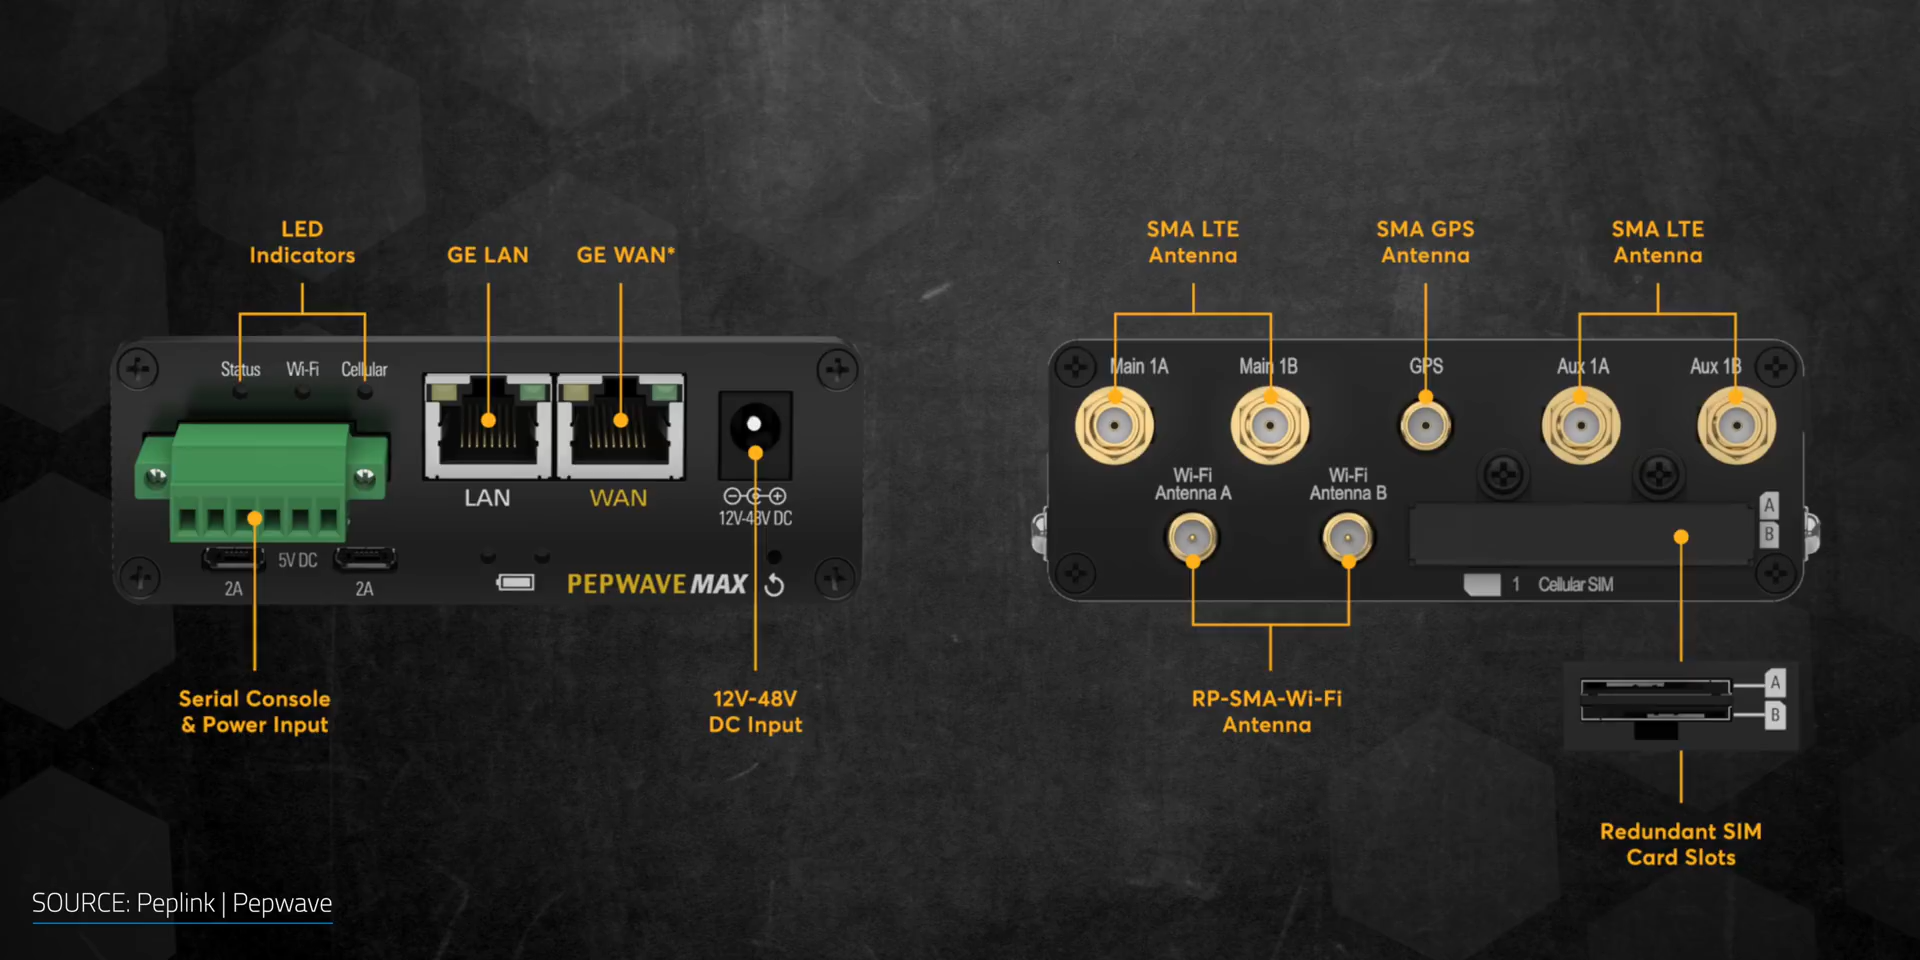 LED
Indicators
GE LAN
GE WAN*
SMA LTE
Antenna
SMA GPS
Antenna
SMA LTE
Antenna
Status
Wi-Fi
Cellular
LAN
WAN
12V-48V DC
5V DC
2A
2A
PEPWAVE MAX
Main 1A
Main 1B
GPS
Aux 1A
Aux 1B
Wi-Fi
Antenna A
Wi-Fi
Antenna B
A
B
1 Cellular SIM
Serial Console
& Power Input
12V-48V
DC Input
RP-SMA-Wi-Fi
Antenna
A
B
Redundant SIM
Card Slots
SOURCE: Peplink | Pepwave